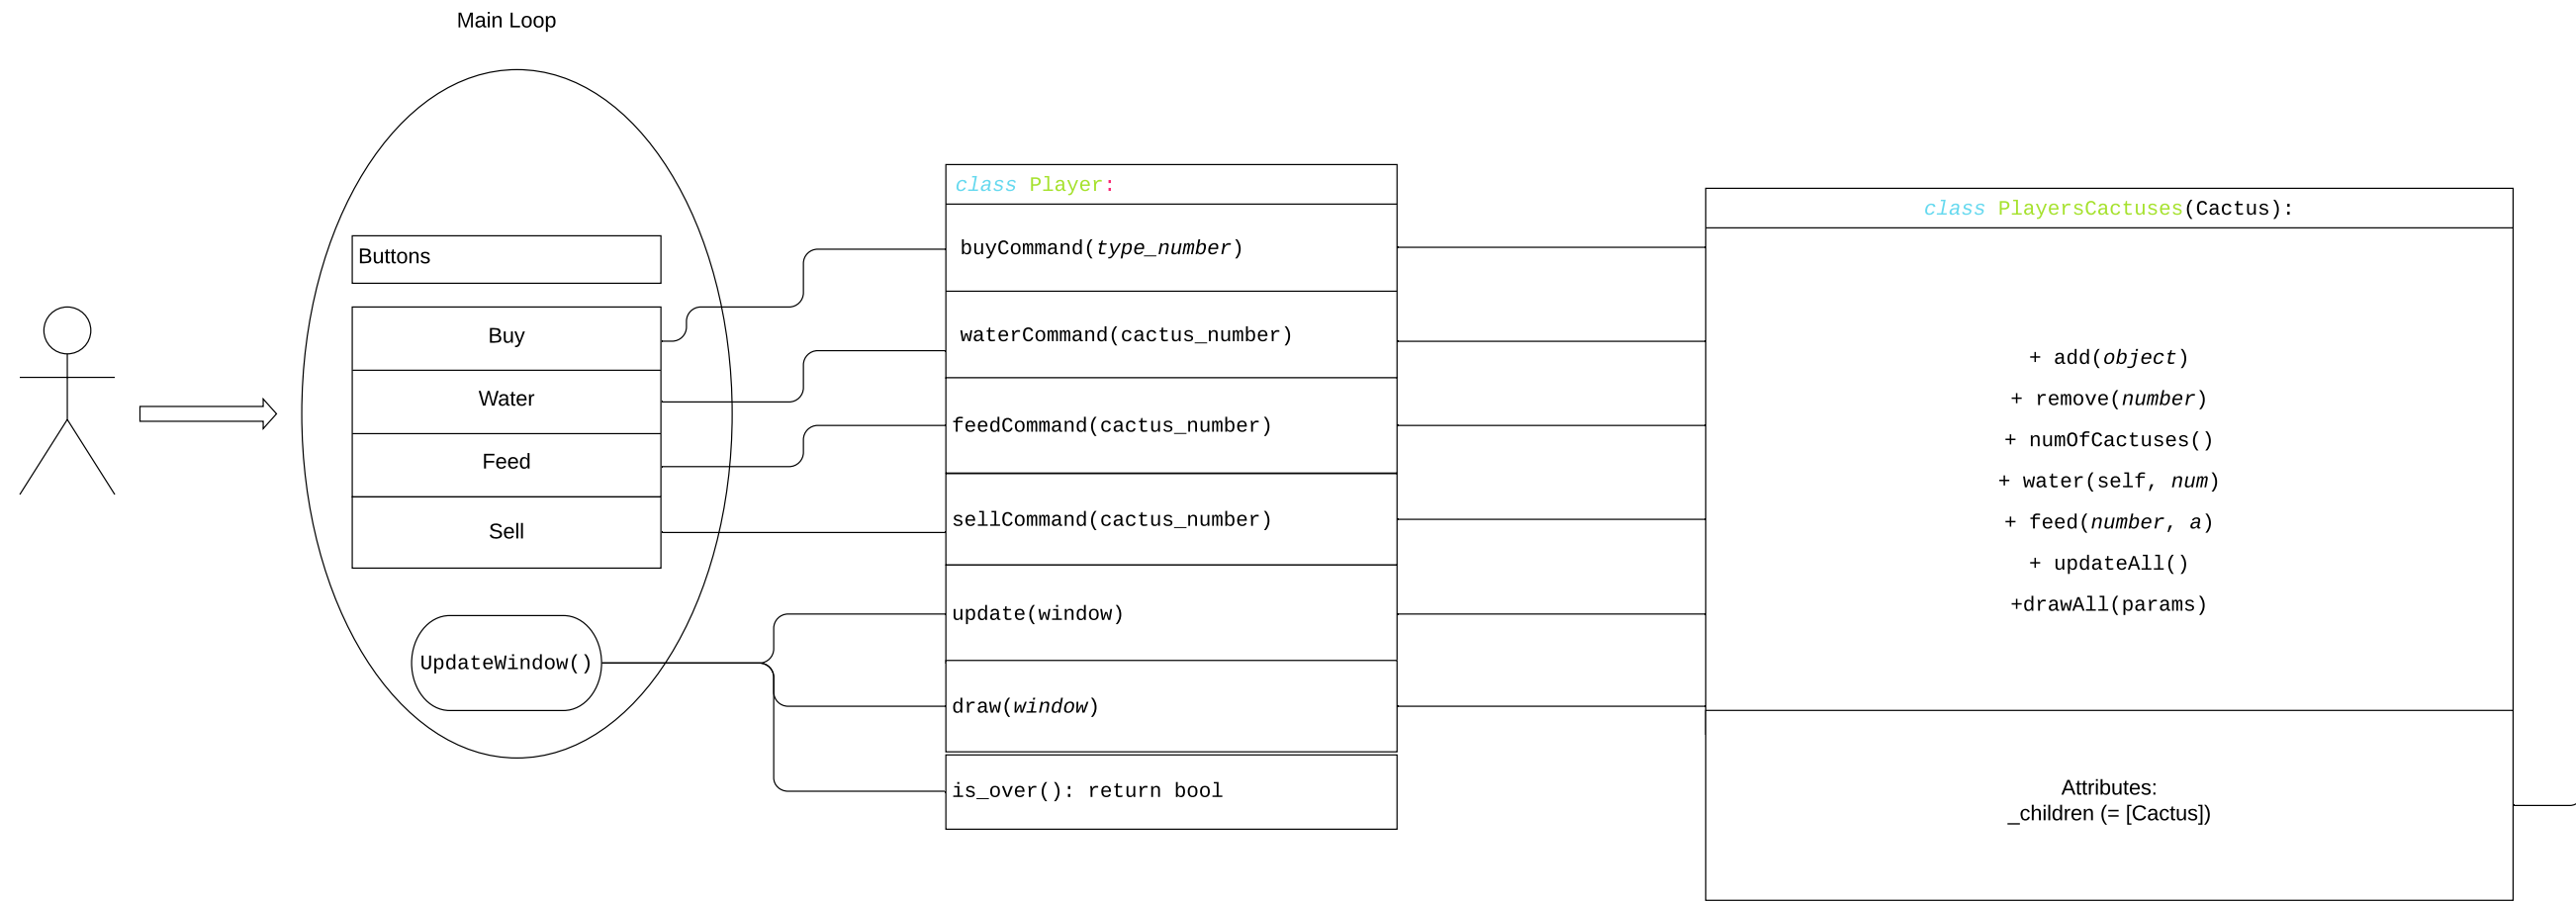 Main Loop
Buttons
Buy
Water
Feed
Sell
UpdateWindow()
class Player:
buyCommand(type_number)
waterCommand(cactus_number)
feedCommand(cactus_number)
sellCommand(cactus_number)
update(window)
draw(window)
is_over(): return bool
class PlayersCactuses(Cactus):
+ add(object)
+ remove(number)
+ numOfCactuses()
+ water(self, num)
+ feed(number, a)
+ updateAll()
+drawAll(params)
Attributes:
_children (= [Cactus])